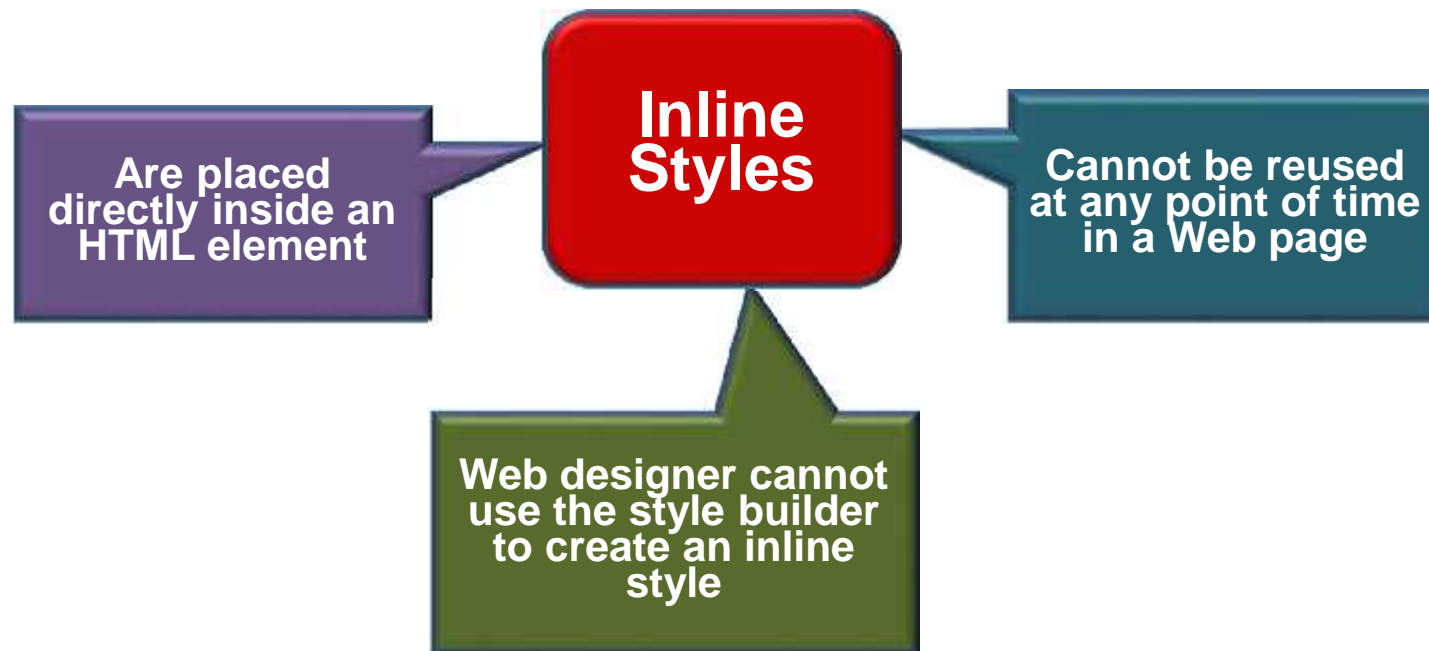 Inline
Styles
Are placed
directly inside an
HTML element
Cannot be reused
at any point of time
in a Web page
Web designer cannot
use the style builder
to create an inline
style